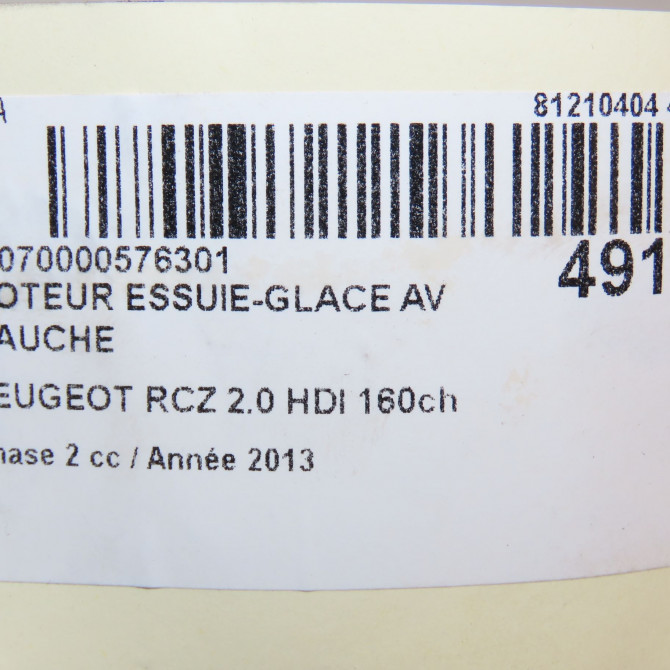 A 81210404 4
070000576301
491
OTEUR ESSUIE-GLACE AV
AUCHE
EUGEOT RCZ 2.0 HDI 160ch
hase 2 cc / Année 2013